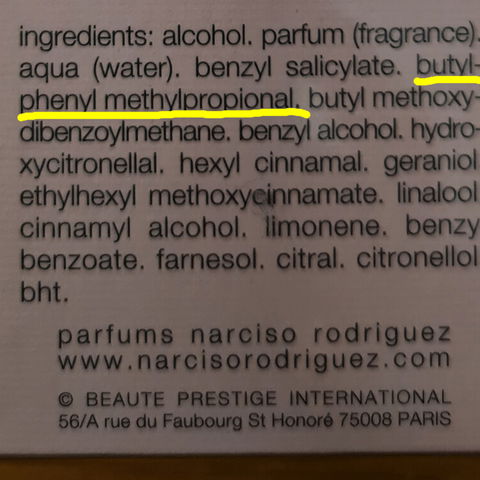 ingredients: alcohol. parfum (fragrance).
aqua (water). benzyl salicylate. butyl-
phenyl methylpropional. butyl methoxy-
dibenzoylmethane. benzyl alcohol. hydro-
xycitronellal. hexyl cinnamal. geraniol
ethylhexyl methoxycinnamate. linalool
cinnamyl alcohol. limonene. benzy
benzoate. farnesol. citral. citronellol
bht.
parfums narciso rodriguez
www.narcisorodriguez.com
© BEAUTE PRESTIGE INTERNATIONAL
56/A rue du Faubourg St Honoré 75008 PARIS